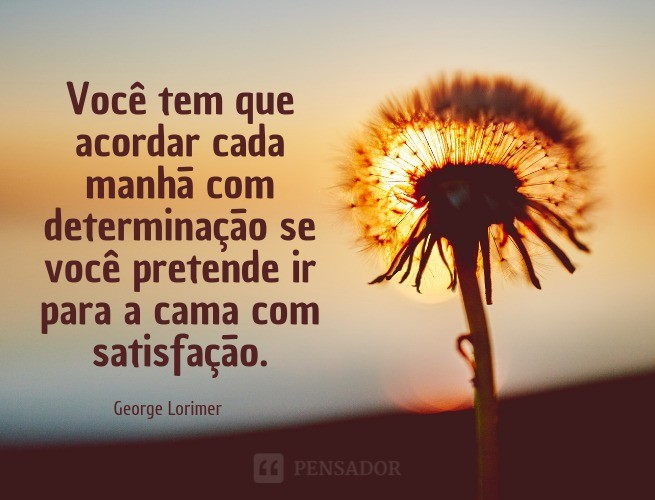 Você tem que
acordar cada
manhã com
determinação se
você pretende ir
para a cama com
satisfação.
George Lorimer
PENSADOR